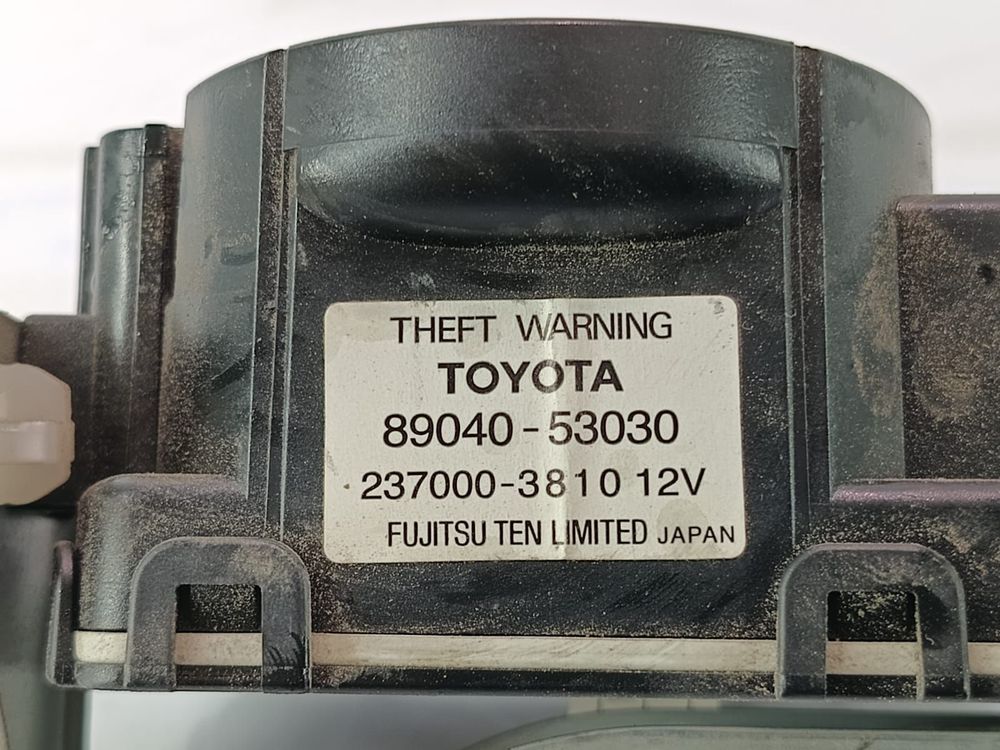 THEFT WARNING
TOYOTA
89040-53030
237000-3810 12V
FUJITSU TEN LIMITED JAPAN